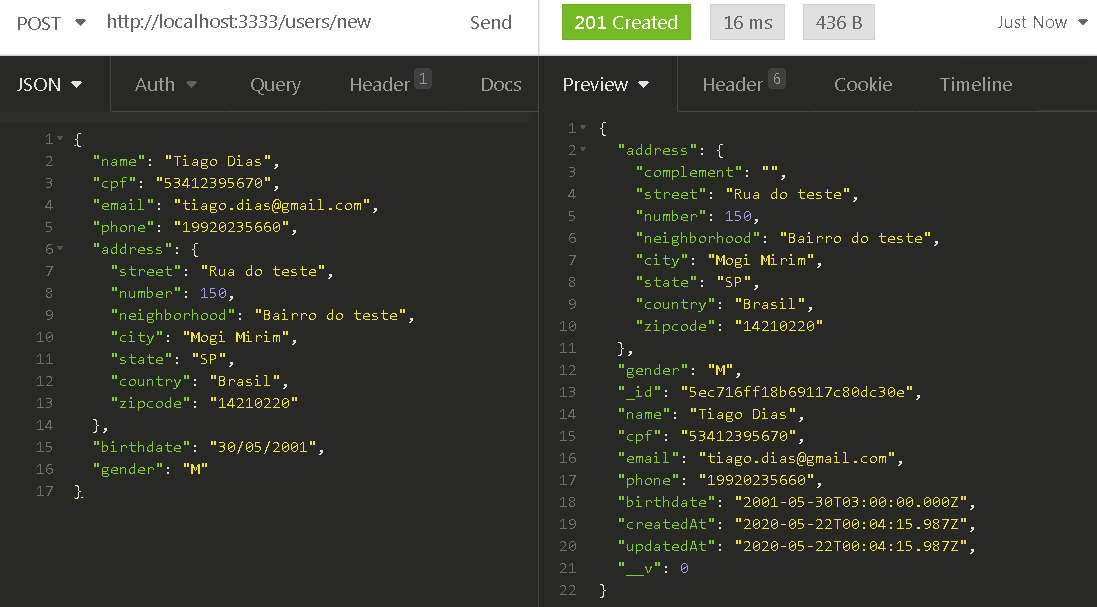 POST http://localhost:3333/users/new Send
JSON Auth Query Header 1 Docs
1 {
2 "name": "Tiago Dias",
3 "cpf": "53412395670",
4 "email": "tiago.dias@gmail.com",
5 "phone": "19920235660",
6 "address": {
7 "street": "Rua do teste",
8 "number": 150,
9 "neighborhood": "Bairro do teste",
10 "city": "Mogi Mirim",
11 "state": "SP",
12 "country": "Brasil",
13 "zipcode": "14210220"
14 },
15 "birthdate": "30/05/2001",
16 "gender": "M"
17 }
201 Created 16 ms 436 B Just Now
Preview Header 6 Cookie Timeline
1 {
2 "address": {
3 "complement": "",
4 "street": "Rua do teste",
5 "number": 150,
6 "neighborhood": "Bairro do teste",
7 "city": "Mogi Mirim",
8 "state": "SP",
9 "country": "Brasil",
10 "zipcode": "14210220"
11 },
12 "gender": "M",
13 "_id": "5ec716ff18b69117c80dc30e",
14 "name": "Tiago Dias",
15 "cpf": "53412395670",
16 "email": "tiago.dias@gmail.com",
17 "phone": "19920235660",
18 "birthdate": "2001-05-30T03:00:00.000Z",
19 "createdAt": "2020-05-22T00:04:15.987Z",
20 "updatedAt": "2020-05-22T00:04:15.987Z",
21 "__v": 0
22 }